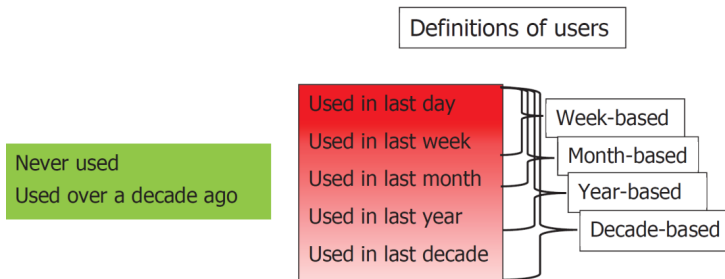 Definitions of users
Never used
Used over a decade ago
Used in last day
Used in last week
Used in last month
Used in last year
Used in last decade
Week-based
Month-based
Year-based
Decade-based